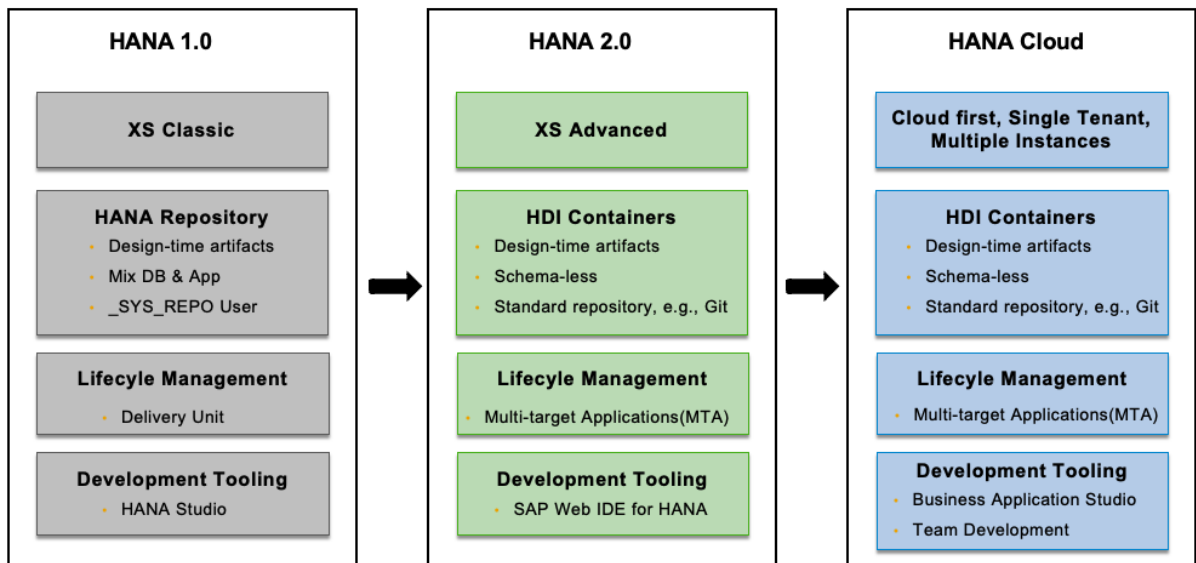 HANA 1.0
XS Classic
HANA Repository
Design-time artifacts
Mix DB & App
_SYS_REPO User
Lifecyle Management
Delivery Unit
Development Tooling
HANA Studio
HANA 2.0
XS Advanced
HDI Containers
Design-time artifacts
Schema-less
Standard repository, e.g., Git
Lifecyle Management
Multi-target Applications(MTA)
Development Tooling
SAP Web IDE for HANA
HANA Cloud
Cloud first, Single Tenant,
Multiple Instances
HDI Containers
Design-time artifacts
Schema-less
Standard repository, e.g., Git
Lifecyle Management
Multi-target Applications(MTA)
Development Tooling
Business Application Studio
Team Development